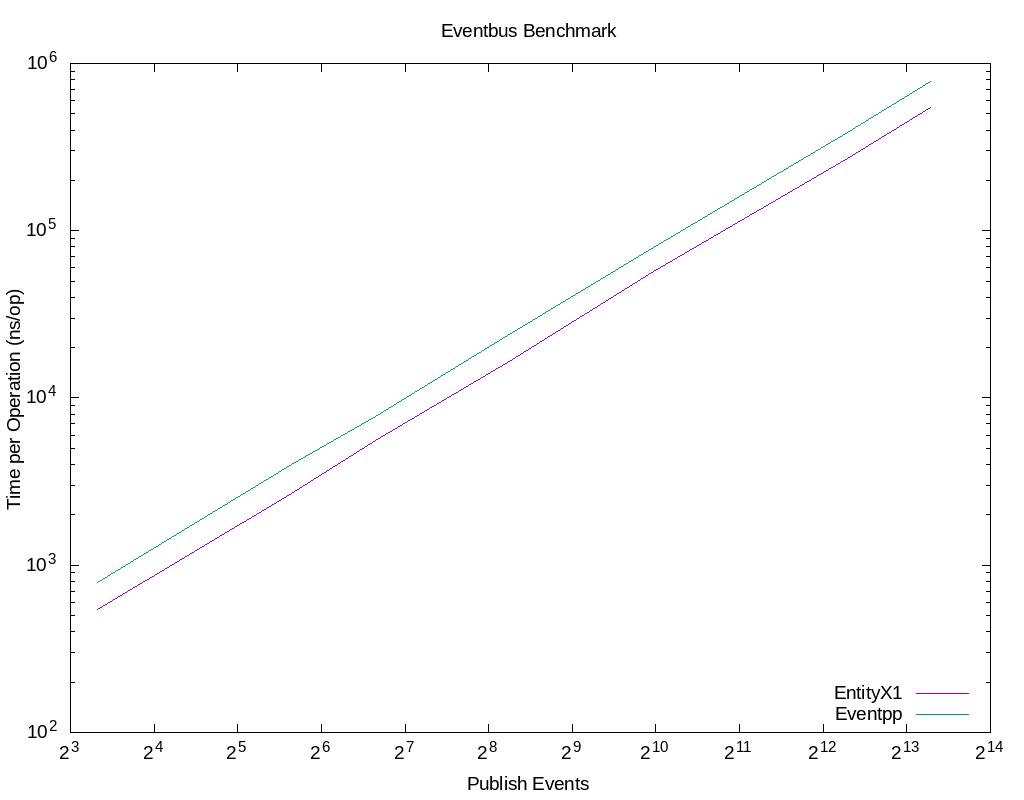 Eventbus Benchmark
10^6
10^5
10^4
10^3
10^2
Time per Operation (ns/op)
EntityX1
Eventpp
2^3 2^4 2^5 2^6 2^7 2^8 2^9 2^10 2^11 2^12 2^13 2^14
Publish Events